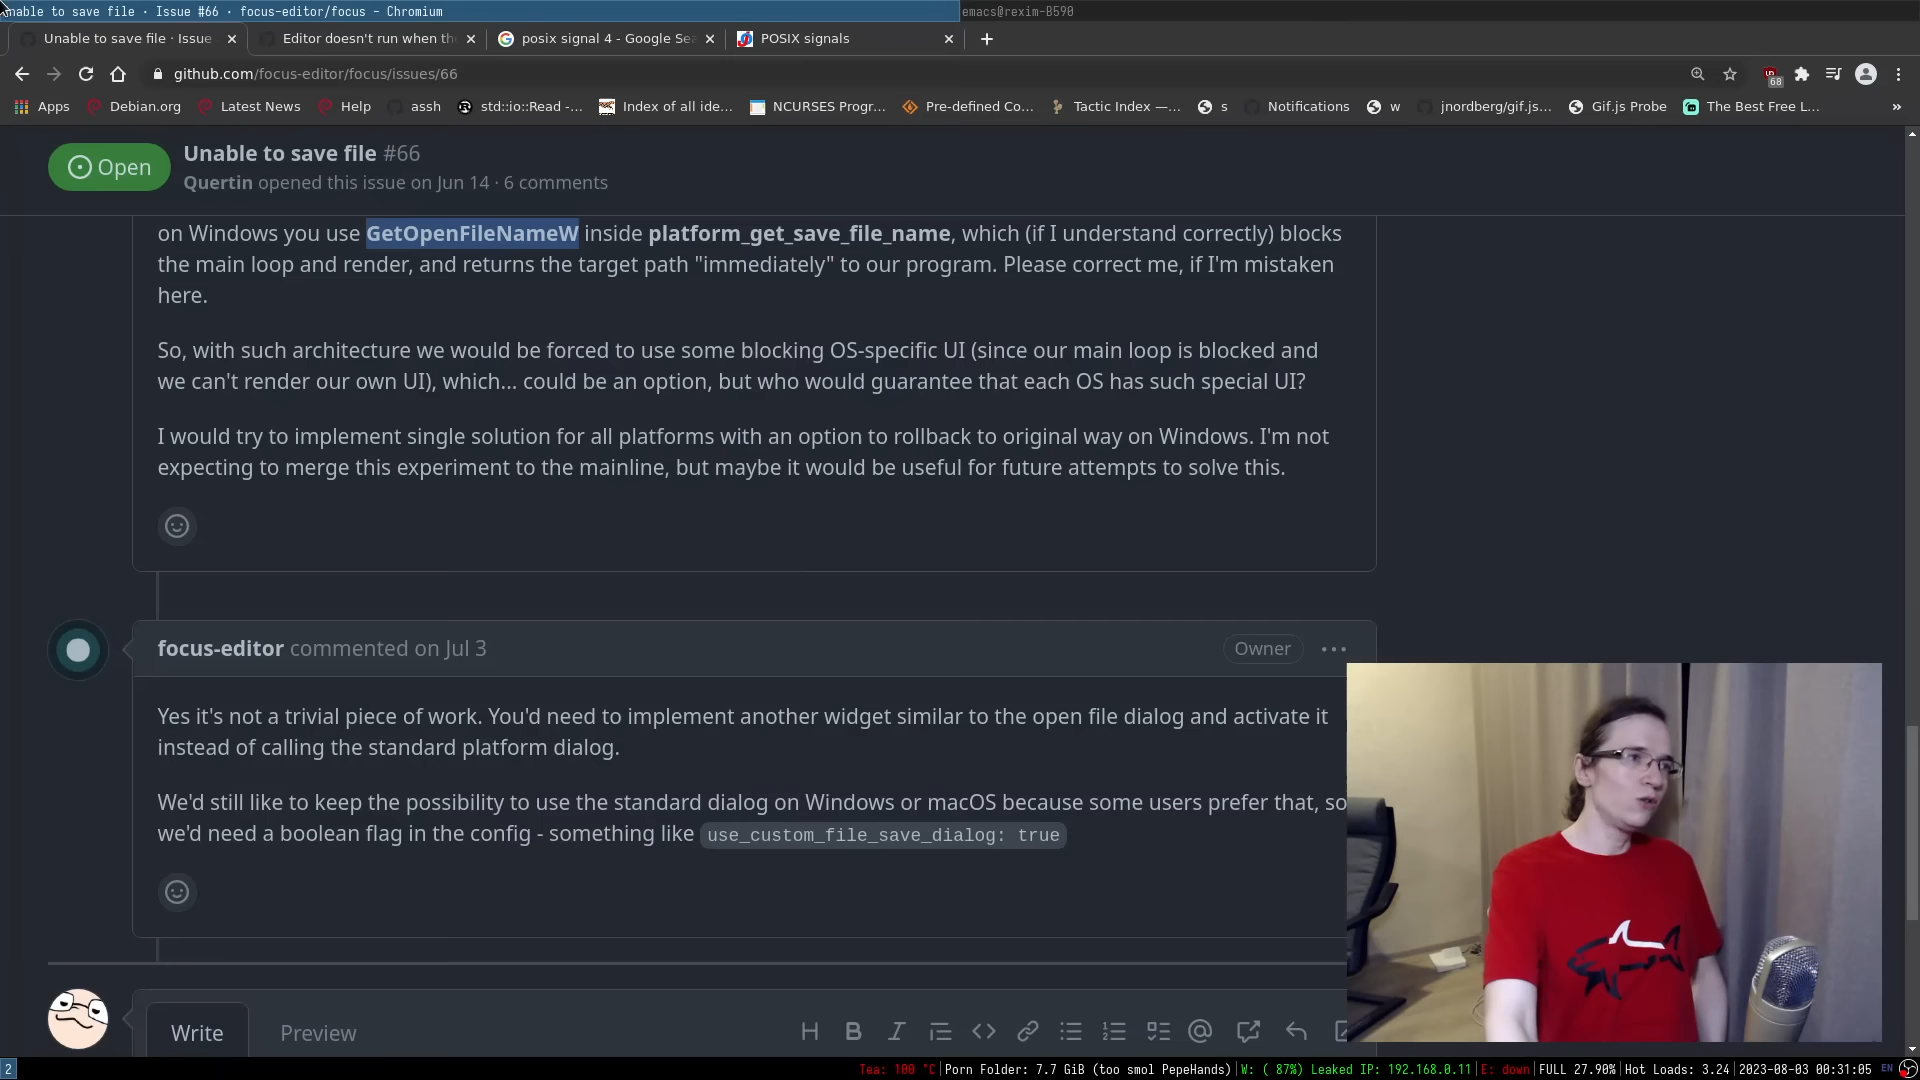 Unable to save file · Issue #66 · focus-editor/focus - Chromium
emacs@rexim-B590
Unable to save file · Issue
Editor doesn't run when th
posix signal 4 - Google Se
POSIX signals
github.com/focus-editor/focus/issues/66
68
Apps
Debian.org
Latest News
Help
assh
std::io::Read -...
Index of all ide...
NCURSES Progr...
Pre-defined Co...
Tactic Index —...
s
Notifications
w
jnordberg/gif.js...
Gif.js Probe
The Best Free L...
»
Open
Unable to save file #66
Quertin opened this issue on Jun 14 · 6 comments
on Windows you use GetOpenFileNameW inside platform_get_save_file_name, which (if I understand correctly) blocks
the main loop and render, and returns the target path "immediately" to our program. Please correct me, if I'm mistaken
here.
So, with such architecture we would be forced to use some blocking OS-specific UI (since our main loop is blocked and
we can't render our own UI), which... could be an option, but who would guarantee that each OS has such special UI?
I would try to implement single solution for all platforms with an option to rollback to original way on Windows. I'm not
expecting to merge this experiment to the mainline, but maybe it would be useful for future attempts to solve this.
focus-editor commented on Jul 3
Owner
Yes it's not a trivial piece of work. You'd need to implement another widget similar to the open file dialog and activate it
instead of calling the standard platform dialog.
We'd still like to keep the possibility to use the standard dialog on Windows or macOS because some users prefer that, so
we'd need a boolean flag in the config - something like use_custom_file_save_dialog: true
Write
Preview
2
Tea: 100 °C|Porn Folder: 7.7 GiB (too smol PepeHands)|W: ( 87%) Leaked IP: 192.168.0.11|E: down|FULL 27.90%|Hot Loads: 3.24|2023-08-03 00:31:05
EN